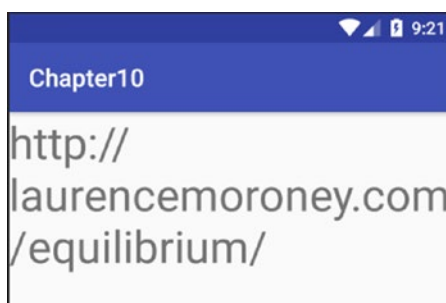 9:21
Chapter10
http://
laurencemoroney.com
/equilibrium/